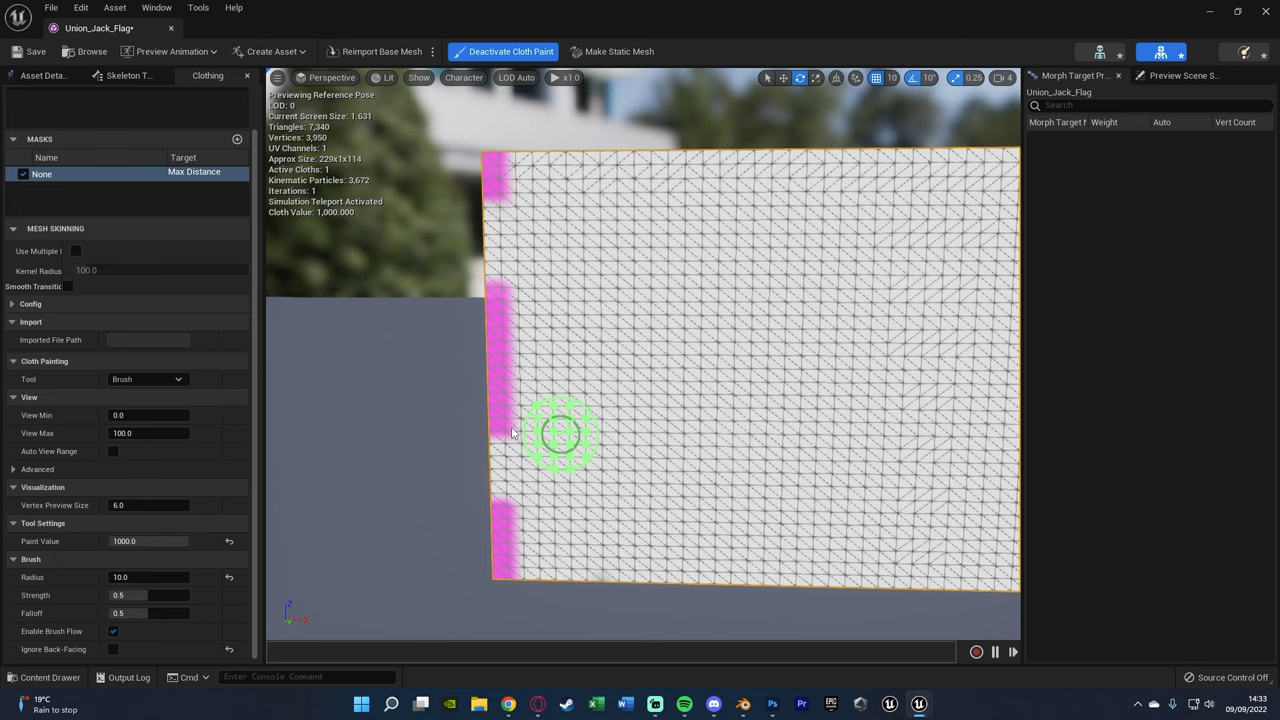 File Edit Asset Window Tools Help
Union_Jack_Flag*
Save Browse Preview Animation Create Asset Reimport Base Mesh Deactivate Cloth Paint Make Static Mesh
Asset Deta... Skeleton T... Clothing
Perspective Lit Show Character LOD Auto x1.0 10 10° 0.25 4
Morph Target Pr... Preview Scene S...
Previewing Reference Pose
LOD: 0
Current Screen Size: 1.631
Triangles: 7,340
Vertices: 3,950
UV Channels: 1
Approx Size: 229x1x114
Active Cloths: 1
Kinematic Particles: 3,672
Iterations: 1
Simulation Teleport Activated
Cloth Value: 1,000.000
Union_Jack_Flag
Search
Morph Target N Weight Auto Vert Count
MASKS
Name Target
None Max Distance
MESH SKINNING
Use Multiple I
Kernel Radius 100.0
Smooth Transitic
Config
Import
Imported File Path
Cloth Painting
Tool Brush
View
View Min 0.0
View Max 100.0
Auto View Range
Advanced
Visualization
Vertex Preview Size 6.0
Tool Settings
Paint Value 1000.0
Brush
Radius 10.0
Strength 0.5
Falloff 0.5
Enable Brush Flow
Ignore Back-Facing
Z
X
Y
Content Drawer Output Log Cmd Enter Console Command Source Control Off
19°C
Rain to stop
14:33
09/09/2022